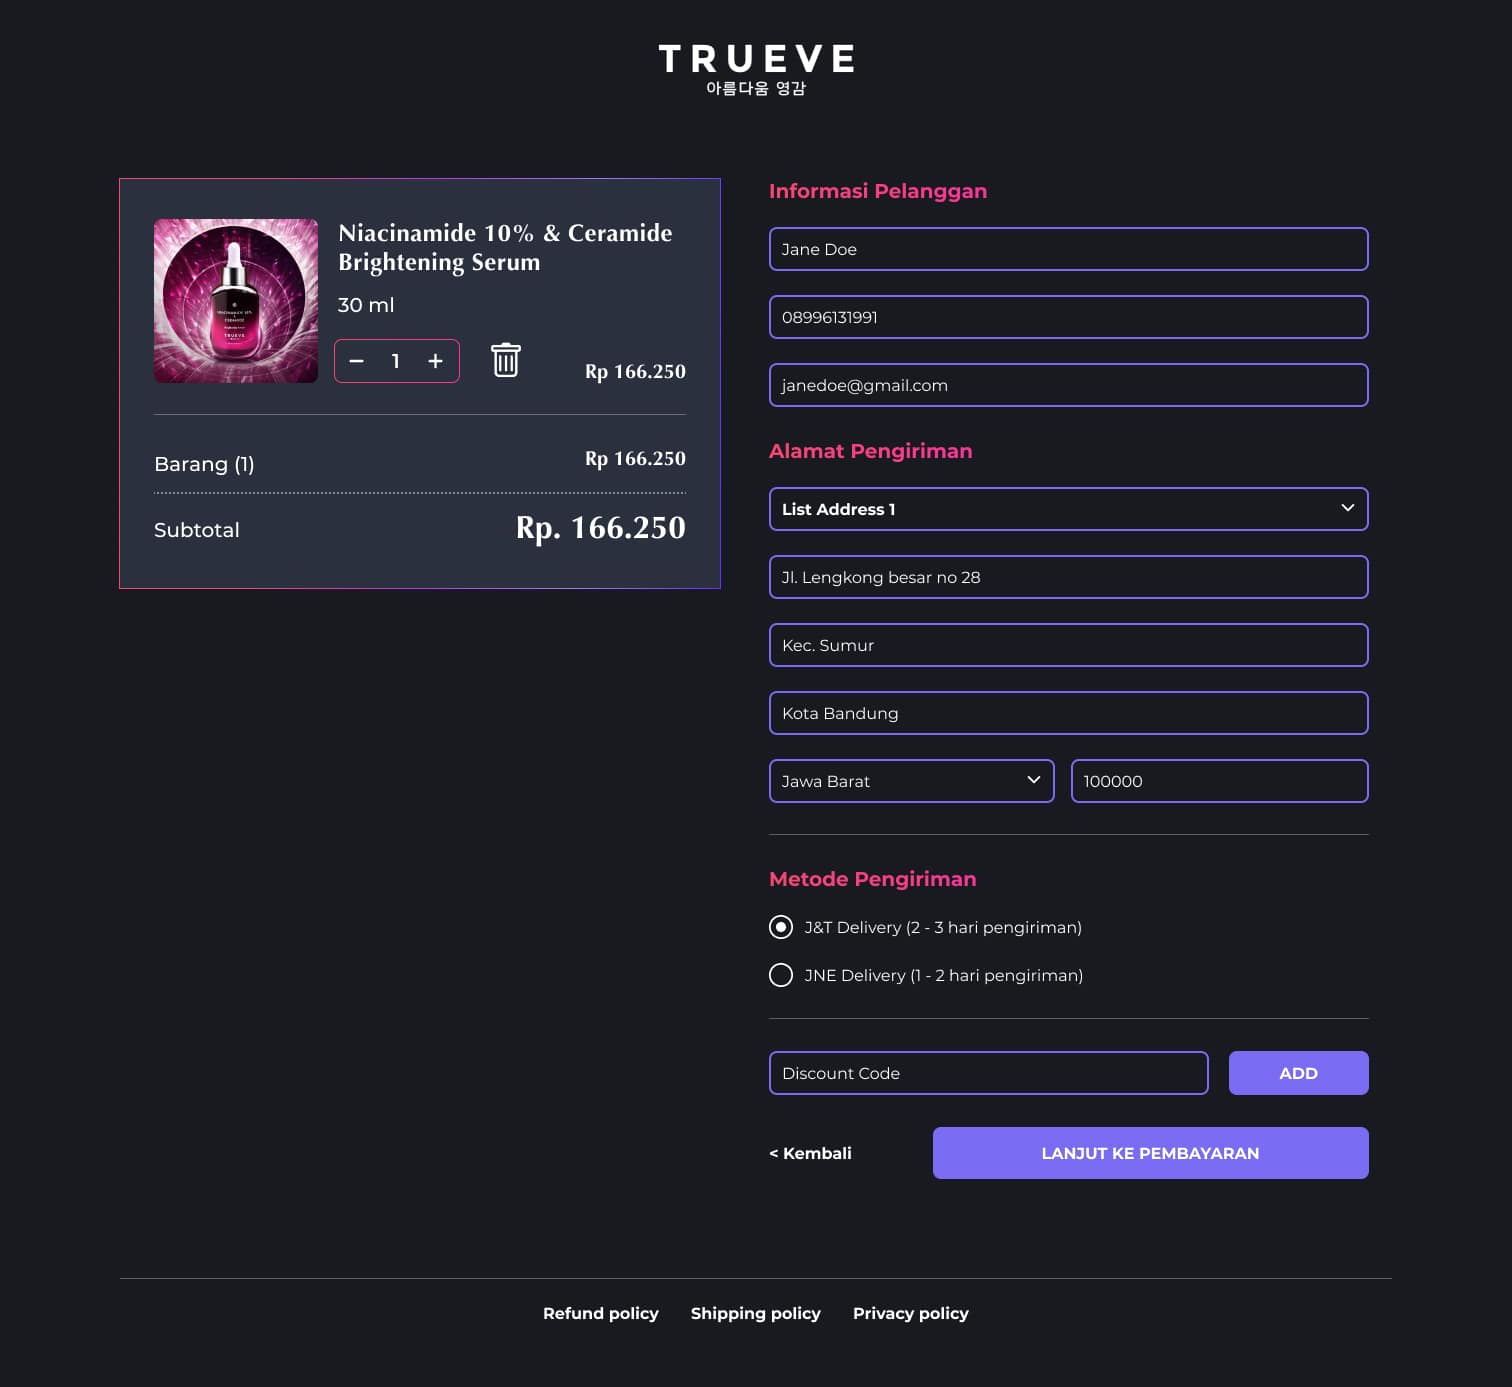 TRUEVE
아름다움 영감
Niacinamide 10% & Ceramide
Brightening Serum
30 ml
NIACINAMIDE 10%
&
CERAMIDE
TRUEVE
1
Rp 166.250
Barang (1)
Rp 166.250
Subtotal
Rp. 166.250
Informasi Pelanggan
Jane Doe
08996131991
janedoe@gmail.com
Alamat Pengiriman
List Address 1
Jl. Lengkong besar no 28
Kec. Sumur
Kota Bandung
Jawa Barat
100000
Metode Pengiriman
J&T Delivery (2 - 3 hari pengiriman)
JNE Delivery (1 - 2 hari pengiriman)
Discount Code
ADD
< Kembali
LANJUT KE PEMBAYARAN
Refund policy
Shipping policy
Privacy policy